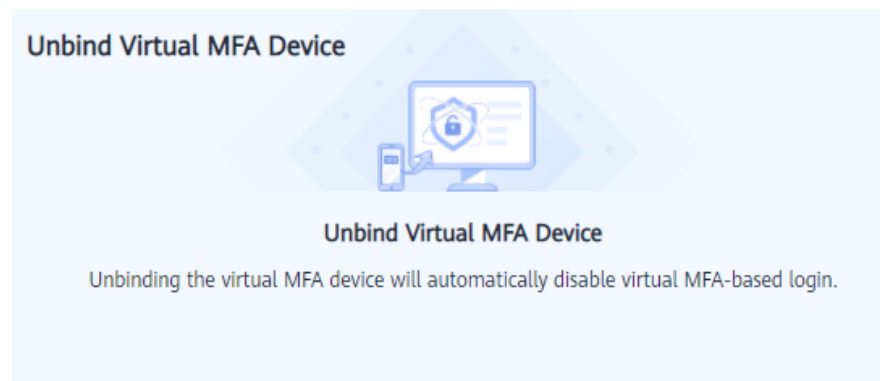 Unbind Virtual MFA Device
Unbind Virtual MFA Device
Unbinding the virtual MFA device will automatically disable virtual MFA-based login.